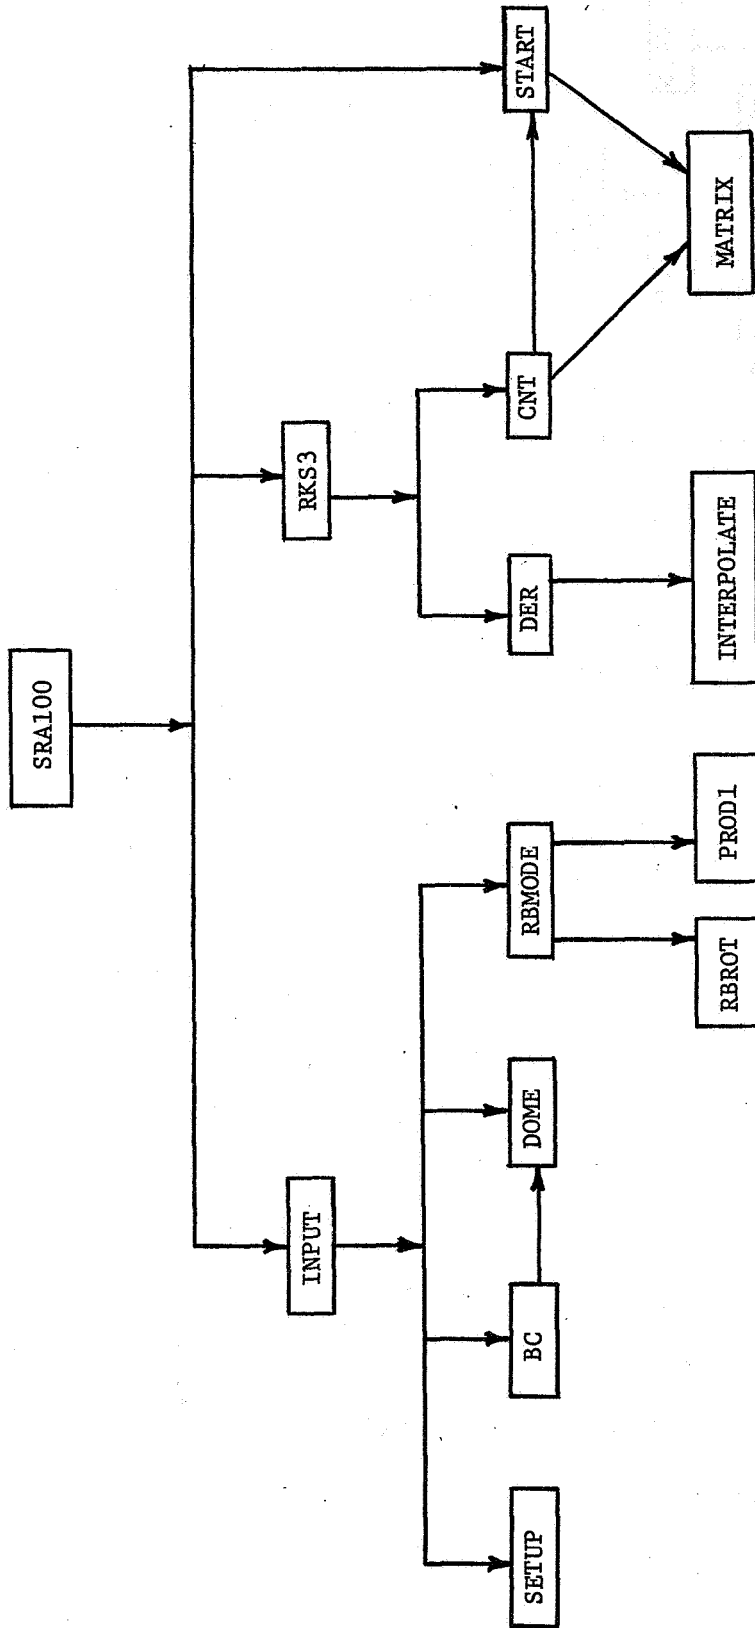 SRA100
INPUT
RKS3
SETUP
BC
DOME
RBMODE
DER
CNT
START
RBROT
PROD1
INTERPOLATE
MATRIX